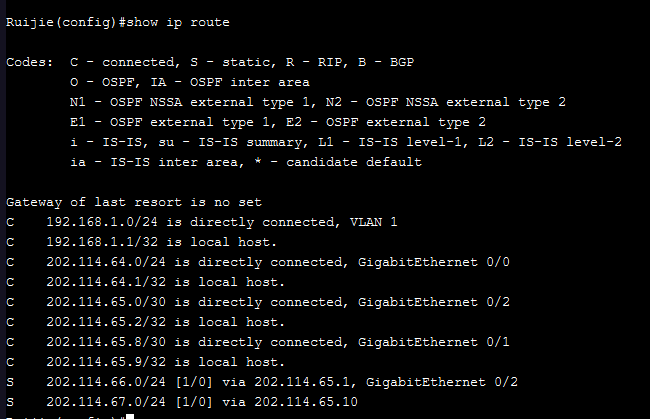 Ruijie(config)#show ip route
Codes:  C - connected, S - static, R - RIP, B - BGP
O - OSPF, IA - OSPF inter area
N1 - OSPF NSSA external type 1, N2 - OSPF NSSA external type 2
E1 - OSPF external type 1, E2 - OSPF external type 2
i - IS-IS, su - IS-IS summary, L1 - IS-IS level-1, L2 - IS-IS level-2
ia - IS-IS inter area, * - candidate default
Gateway of last resort is no set
C    192.168.1.0/24 is directly connected, VLAN 1
C    192.168.1.1/32 is local host.
C    202.114.64.0/24 is directly connected, GigabitEthernet 0/0
C    202.114.64.1/32 is local host.
C    202.114.65.0/30 is directly connected, GigabitEthernet 0/2
C    202.114.65.2/32 is local host.
C    202.114.65.8/30 is directly connected, GigabitEthernet 0/1
C    202.114.65.9/32 is local host.
S    202.114.66.0/24 [1/0] via 202.114.65.1, GigabitEthernet 0/2
S    202.114.67.0/24 [1/0] via 202.114.65.10
Ruijie(config)#